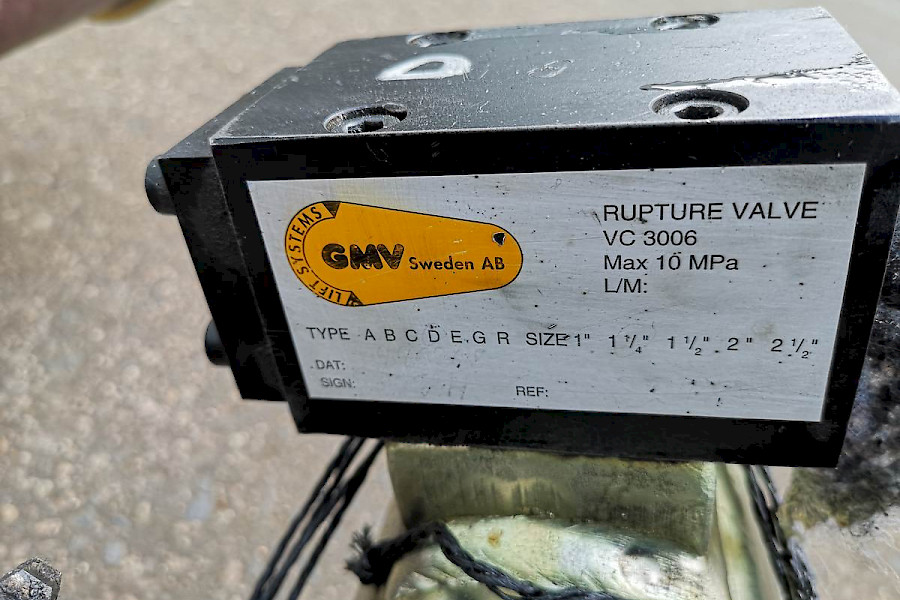 LIFT SYSTEMS
GMV Sweden AB
RUPTURE VALVE
VC 3006
Max 10 MPa
L/M:
TYPE A B C D E G R SIZE 1" 1 1/4" 1 1/2" 2" 2 1/2"
DAT:
SIGN:
REF: